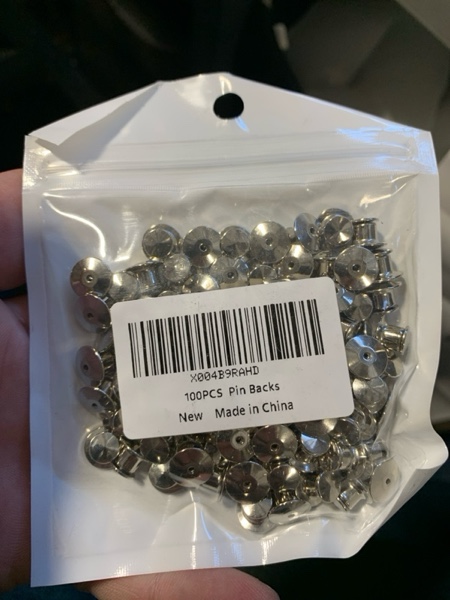 X004B9RAHD
100PCS Pin Backs
New Made in China